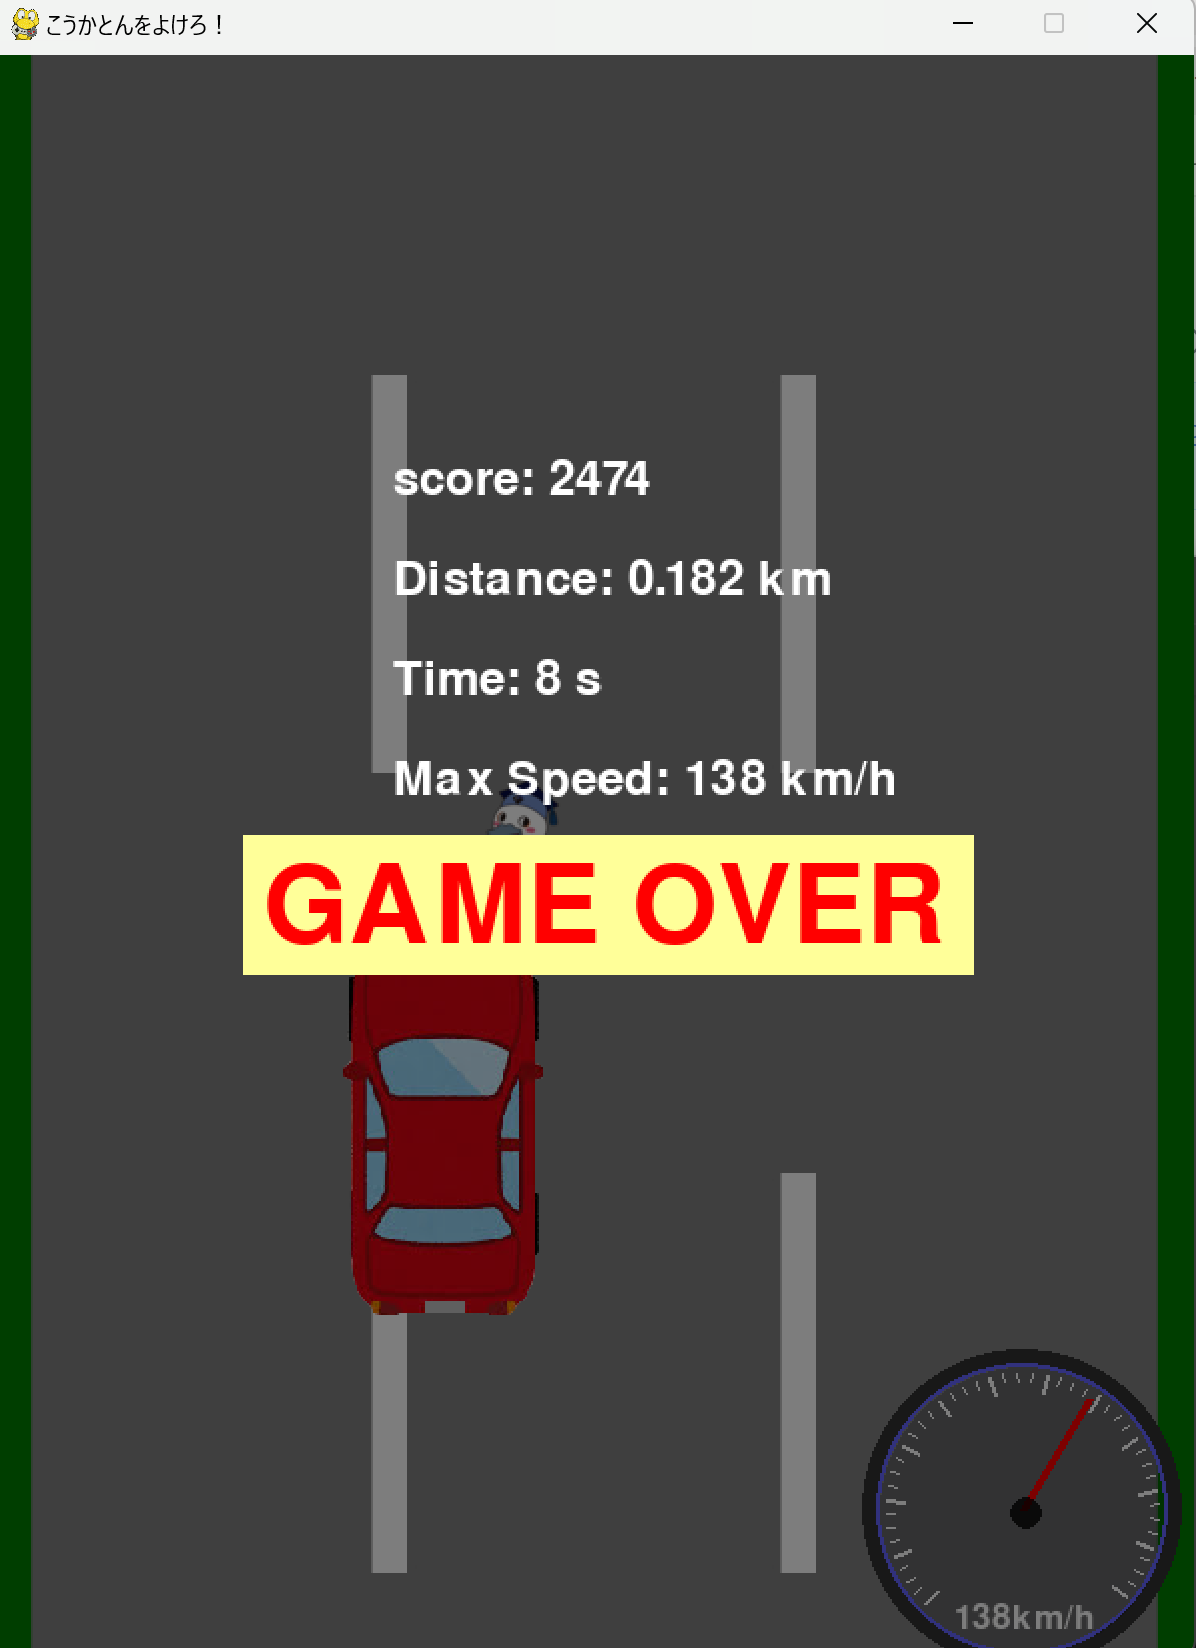 こうかとんをよけろ！
score: 2474
Distance: 0.182 km
Time: 8 s
Max Speed: 138 km/h
GAME OVER
138km/h